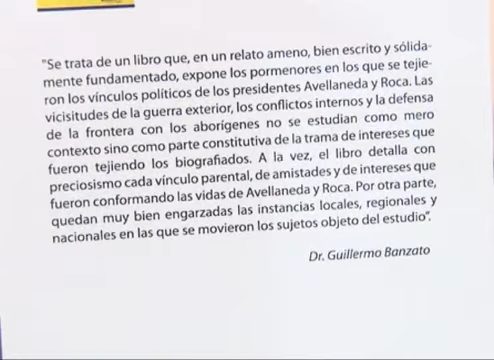 "Se trata de un libro que, en un relato ameno, bien escrito y sólida-
mente fundamentado, expone los pormenores en los que se tejie-
ron los vínculos políticos de los presidentes Avellaneda y Roca. Las
vicisitudes de la guerra exterior, los conflictos internos y la defensa
de la frontera con los aborígenes no se estudian como mero
contexto sino como parte constitutiva de la trama de intereses que
fueron tejiendo los biografiados. A la vez, el libro detalla con
preciosismo cada vínculo parental, de amistades y de intereses que
fueron conformando las vidas de Avellaneda y Roca. Por otra parte,
quedan muy bien engarzadas las instancias locales, regionales y
nacionales en las que se movieron los sujetos objeto del estudio".
Dr. Guillermo Banzato